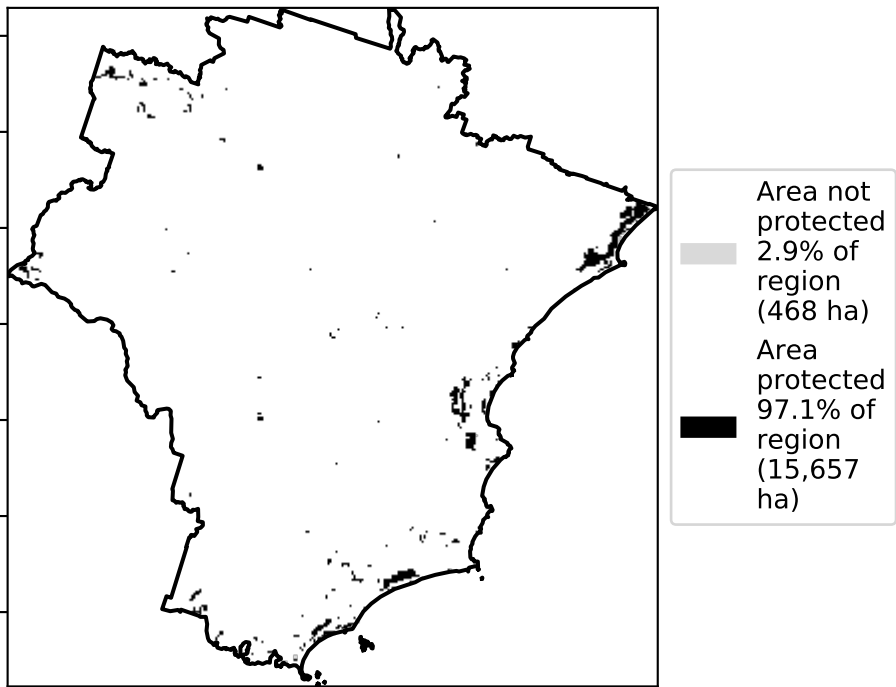 Area not
protected
2.9% of
region
(468 ha)
Area
protected
97.1% of
region
(15,657
ha)